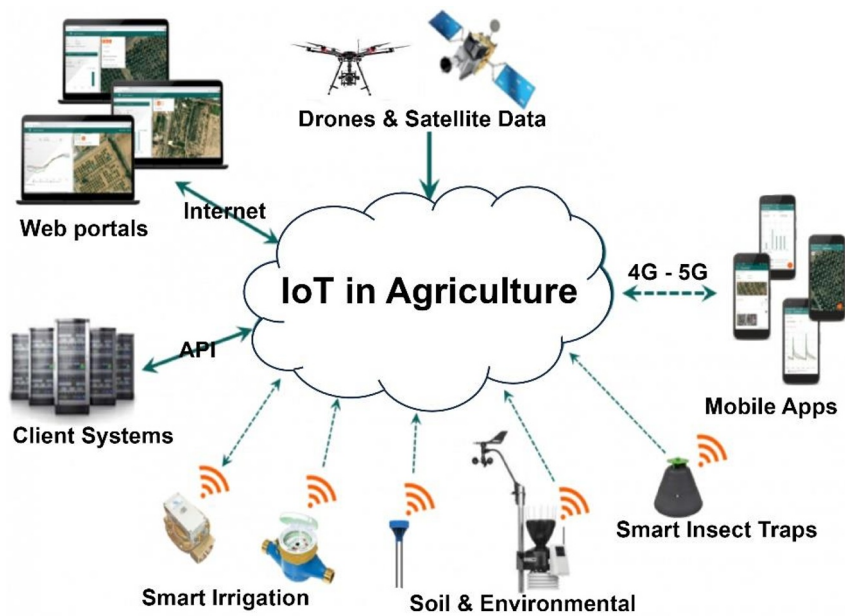 Drones & Satellite Data
Internet
Web portals
IoT in Agriculture
4G - 5G
API
Mobile Apps
Client Systems
Smart Insect Traps
Smart Irrigation
Soil & Environmental